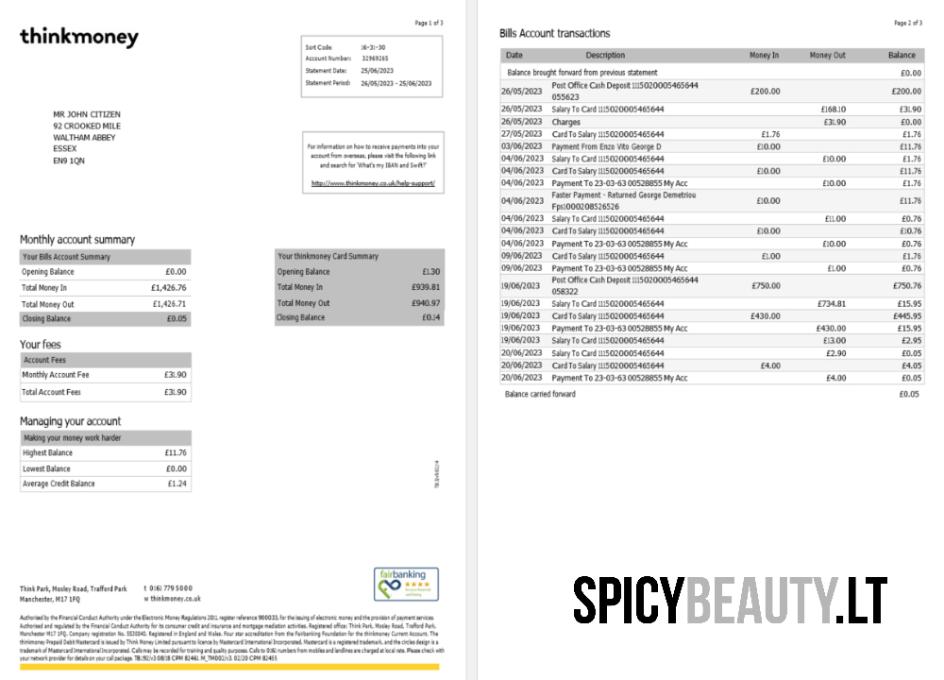 Page 1 of 3
thinkmoney
Sort Code: 16-31-30
Account Number: 32969265
Statement Date: 25/06/2023
Statement Period: 26/05/2023 - 25/06/2023
MR JOHN CITIZEN
92 CROOKED MILE
WALTHAM ABBEY
ESSEX
EN9 1QN
For information on how to receive payments into your
account from overseas, please visit the following link
and search for 'What's my IBAN and Swift?'
http://www.thinkmoney.co.uk/help-support/
Monthly account summary
Your Bills Account Summary
Opening Balance £0.00
Total Money In £1,426.76
Total Money Out £1,426.71
Closing Balance £0.05
Your thinkmoney Card Summary
Opening Balance £1.30
Total Money In £939.81
Total Money Out £940.97
Closing Balance £0.14
Your fees
Account Fees
Monthly Account Fee £31.90
Total Account Fees £31.90
Managing your account
Making your money work harder
Highest Balance £11.76
Lowest Balance £0.00
Average Credit Balance £1.24
Think Park, Mosley Road, Trafford Park
Manchester, M17 1FQ
t 0161 779 5000
w thinkmoney.co.uk
fairbanking
Authorised by the Financial Conduct Authority under the Electronic Money Regulations 2011, register reference 900033, for the issuing of electronic money and the provision of payment services.
Authorised and regulated by the Financial Conduct Authority for its consumer credit and insurance and mortgage mediation activities. Registered office: Think Park, Mosley Road, Trafford Park,
Manchester M17 1FQ. Company registration No. 5520045. Registered in England and Wales. Your star accreditation from the Fairbanking Foundation for the thinkmoney Current Account. The
thinkmoney Prepaid Debit Mastercard is issued by Think Money Limited pursuant to licence by Mastercard International Incorporated. Mastercard is a registered trademark, and the circles design is a
trademark of Mastercard International Incorporated. Calls may be recorded for training and quality purposes. Calls to 0161 numbers from mobiles and landlines are charged at local rate. Please check with
your network provider for details on your call package.
Page 2 of 3
Bills Account transactions
Date Description Money In Money Out Balance
Balance brought forward from previous statement £0.00
26/05/2023 Post Office Cash Deposit 1115020005465644 £200.00 £200.00
055623
26/05/2023 Salary To Card 1115020005465644 £168.10 £31.90
26/05/2023 Charges £31.90 £0.00
27/05/2023 Card To Salary 1115020005465644 £1.76 £1.76
03/06/2023 Payment From Enzo Vito George D £10.00 £11.76
04/06/2023 Salary To Card 1115020005465644 £10.00 £1.76
04/06/2023 Card To Salary 1115020005465644 £10.00 £11.76
04/06/2023 Payment To 23-03-63 00528855 My Acc £10.00 £1.76
04/06/2023 Faster Payment - Returned George Demetriou £10.00 £11.76
Fps1000208526526
04/06/2023 Salary To Card 1115020005465644 £11.00 £0.76
04/06/2023 Card To Salary 1115020005465644 £10.00 £10.76
04/06/2023 Payment To 23-03-63 00528855 My Acc £10.00 £0.76
09/06/2023 Card To Salary 1115020005465644 £1.00 £1.76
09/06/2023 Payment To 23-03-63 00528855 My Acc £1.00 £0.76
19/06/2023 Post Office Cash Deposit 1115020005465644 £750.00 £750.76
058322
19/06/2023 Salary To Card 1115020005465644 £734.81 £15.95
19/06/2023 Card To Salary 1115020005465644 £430.00 £445.95
19/06/2023 Payment To 23-03-63 00528855 My Acc £430.00 £15.95
19/06/2023 Salary To Card 1115020005465644 £13.00 £2.95
20/06/2023 Salary To Card 1115020005465644 £2.90 £0.05
20/06/2023 Card To Salary 1115020005465644 £4.00 £4.05
20/06/2023 Payment To 23-03-63 00528855 My Acc £4.00 £0.05
Balance carried forward £0.05
SPICYBEAUTY.LT